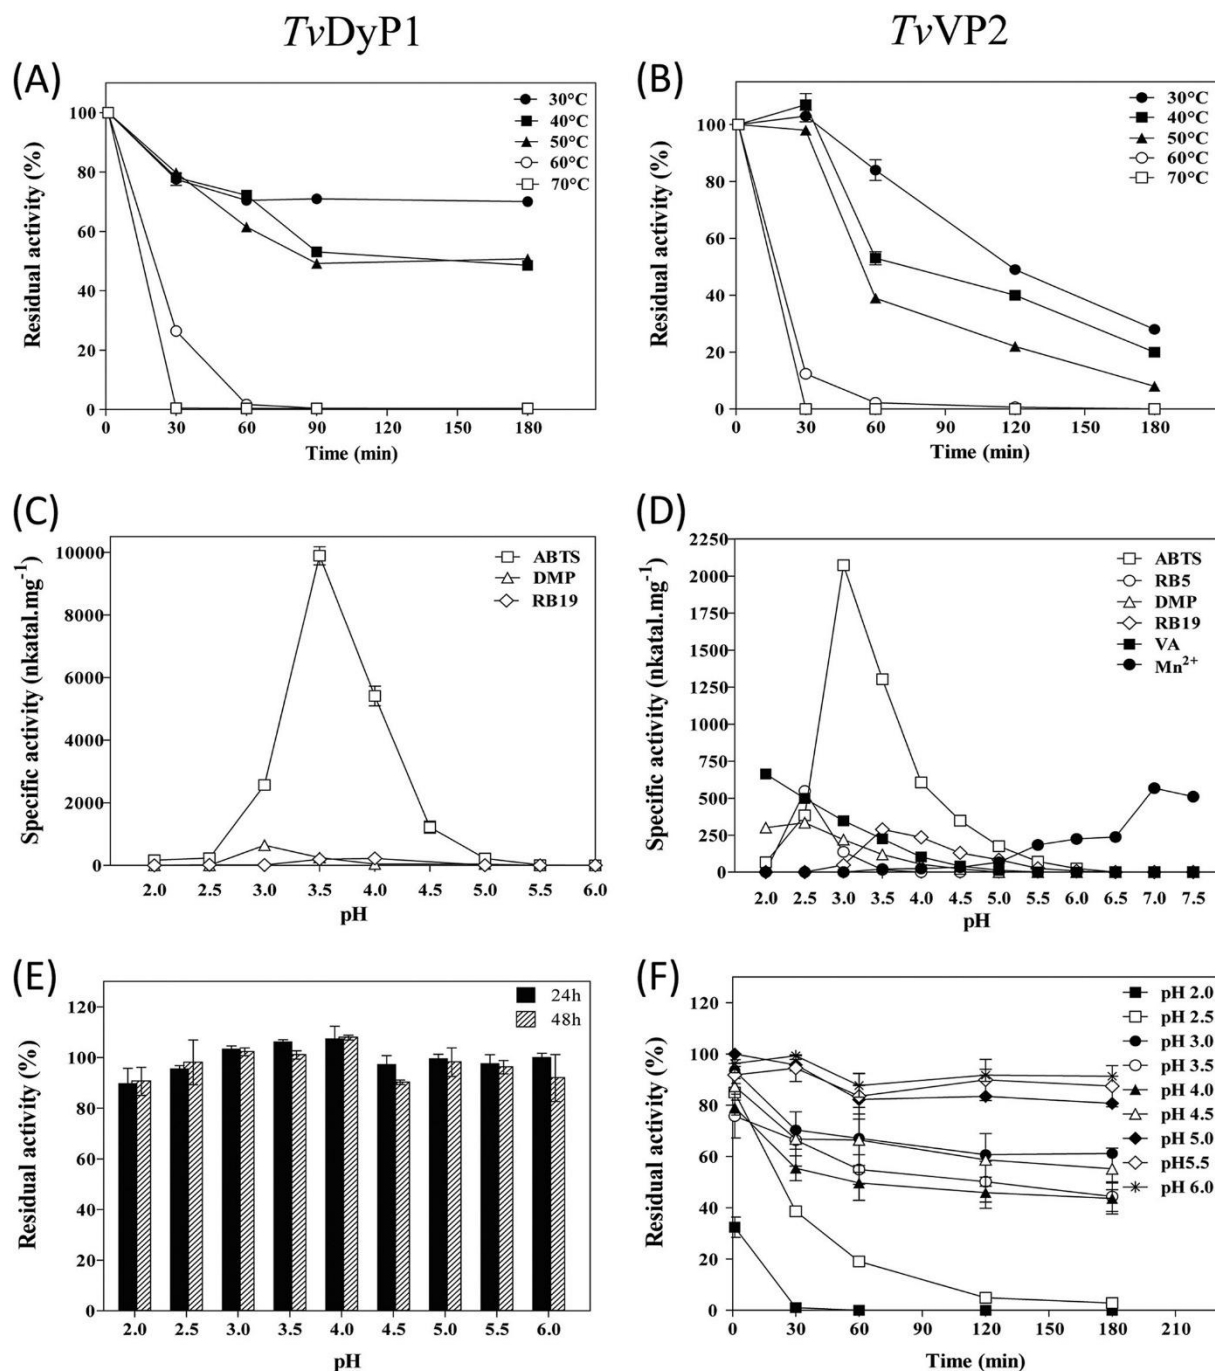 TvDyP1
TvVP2
(A)
Residual activity (%)
100
80
60
40
20
0
0 30 60 90 120 150 180
Time (min)
30°C
40°C
50°C
60°C
70°C
(B)
Residual activity (%)
100
80
60
40
20
0
0 30 60 90 120 150 180
Time (min)
30°C
40°C
50°C
60°C
70°C
(C)
Specific activity (nkatal.mg⁻¹)
10000
8000
6000
4000
2000
0
2.0 2.5 3.0 3.5 4.0 4.5 5.0 5.5 6.0
pH
ABTS
DMP
RB19
(D)
Specific activity (nkatal.mg⁻¹)
2250
2000
1750
1500
1250
1000
750
500
250
0
2.0 2.5 3.0 3.5 4.0 4.5 5.0 5.5 6.0 6.5 7.0 7.5
pH
ABTS
RB5
DMP
RB19
VA
Mn²⁺
(E)
Residual activity (%)
120
100
80
60
40
20
0
2.0 2.5 3.0 3.5 4.0 4.5 5.0 5.5 6.0
pH
24h
48h
(F)
Residual activity (%)
120
100
80
60
40
20
0
0 30 60 90 120 150 180 210
Time (min)
pH 2.0
pH 2.5
pH 3.0
pH 3.5
pH 4.0
pH 4.5
pH 5.0
pH5.5
pH 6.0